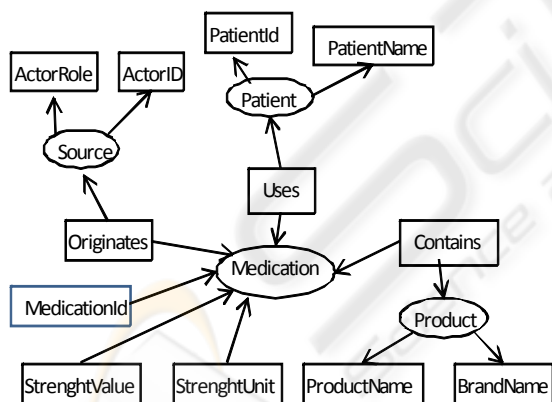 PatientId
PatientName
ActorRole
ActorID
Patient
Source
Uses
Originates
Contains
Medication
MedicationId
Product
StrenghtValue
StrenghtUnit
ProductName
BrandName